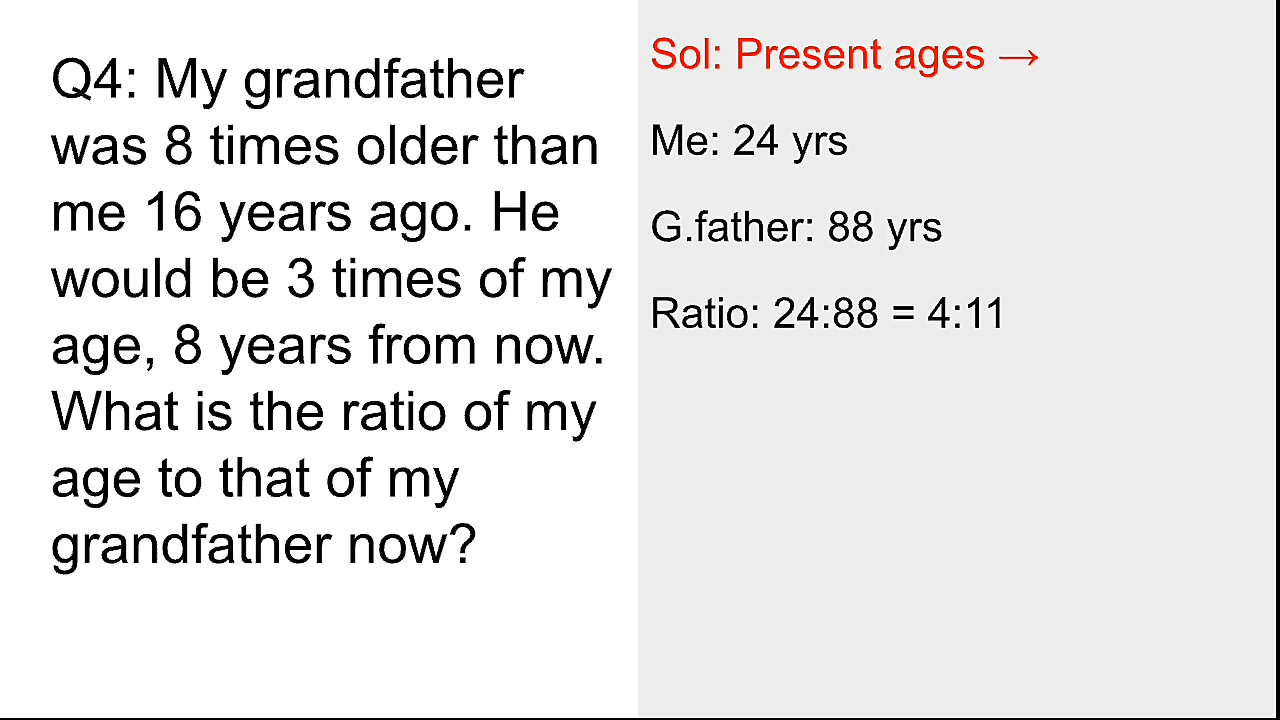 Q4: My grandfather
was 8 times older than
me 16 years ago. He
would be 3 times of my
age, 8 years from now.
What is the ratio of my
age to that of my
grandfather now?
Sol: Present ages →
Me: 24 yrs
G.father: 88 yrs
Ratio: 24:88 = 4:11